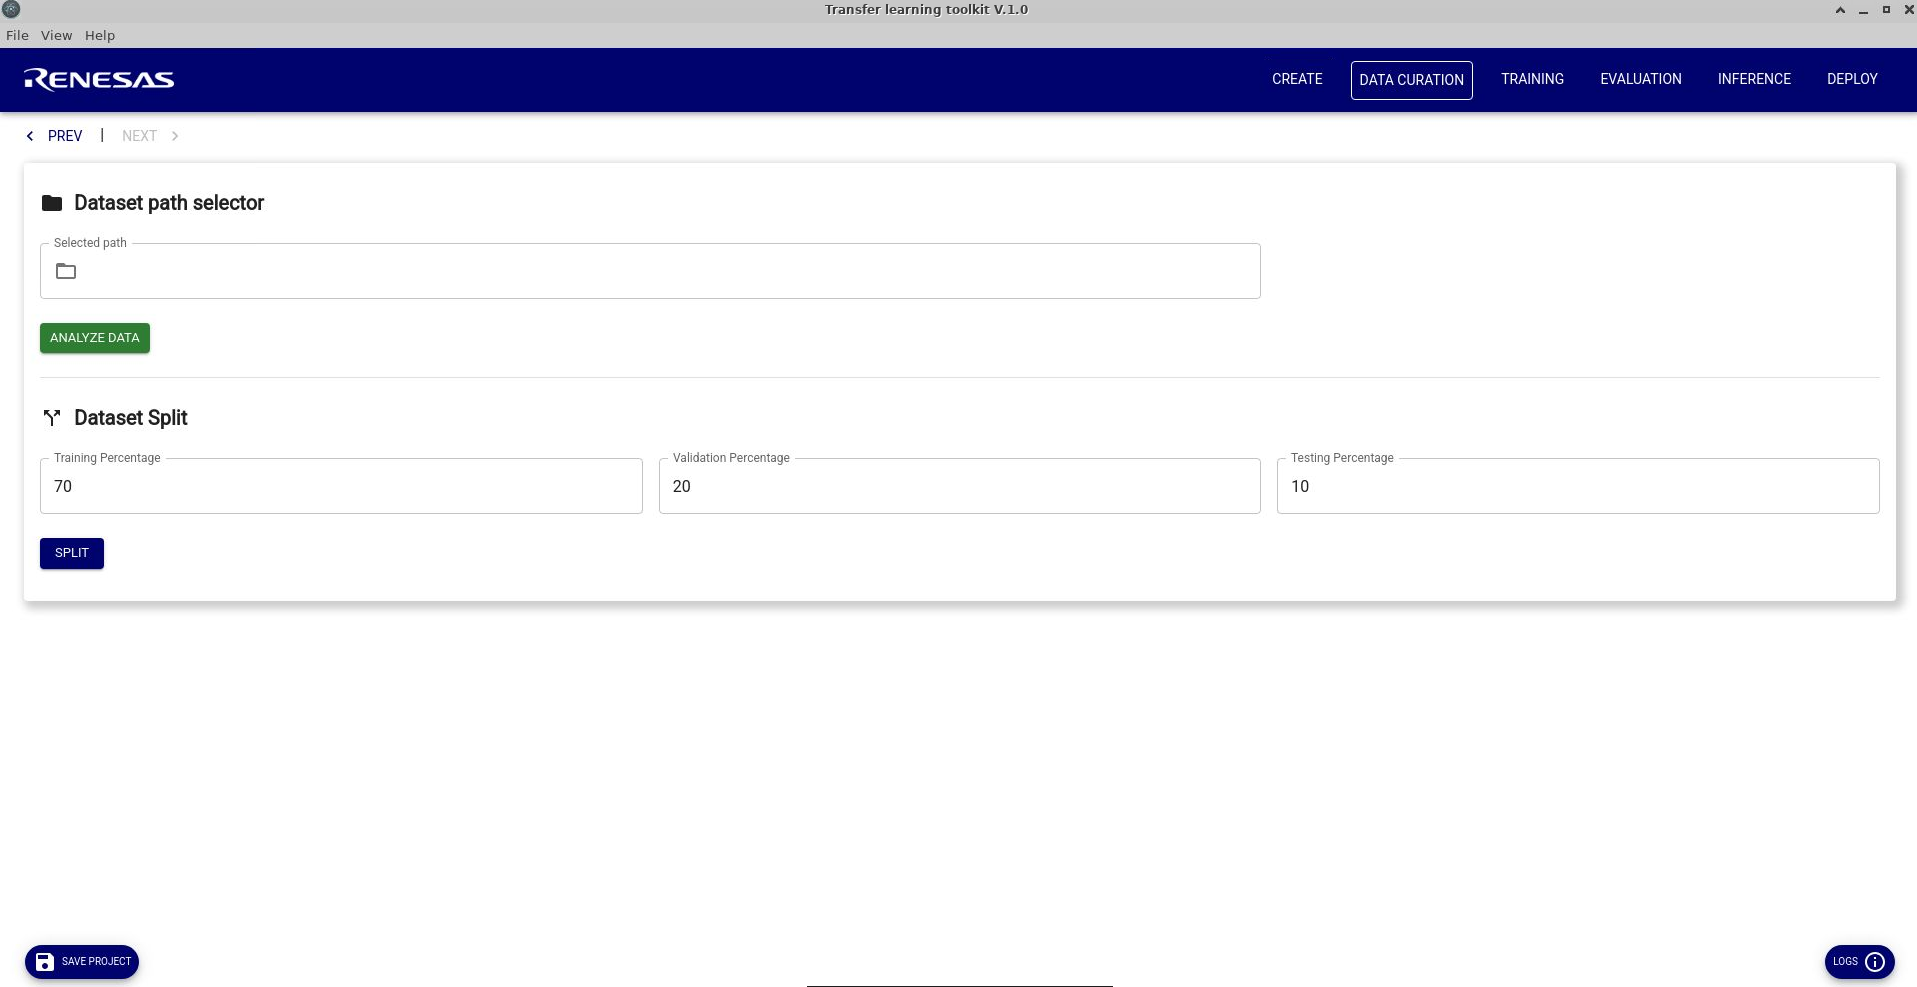 Transfer learning toolkit V.1.0
File View Help
RENESAS CREATE DATA CURATION TRAINING EVALUATION INFERENCE DEPLOY
PREV | NEXT
Dataset path selector
Selected path
ANALYZE DATA
Dataset Split
Training Percentage Validation Percentage Testing Percentage
70 20 10
SPLIT
SAVE PROJECT LOGS